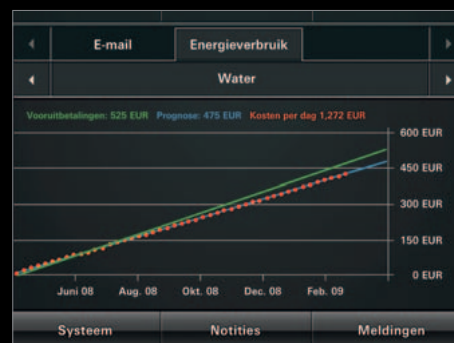 E-mail Energieverbruik
Water
Vooruitbetalingen: 525 EUR Prognose: 475 EUR Kosten per dag 1,272 EUR
600 EUR
450 EUR
300 EUR
150 EUR
0 EUR
Juni 08 Aug. 08 Okt. 08 Dec. 08 Feb. 09
Systeem Notities Meldingen